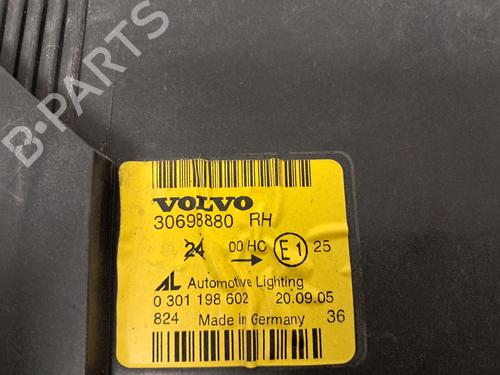 B-PARTS
VOLVO
30698880 RH
24 00 HC E1 25
AL Automotive Lighting
0 301 198 602 20.09.05
824 Made in Germany 36